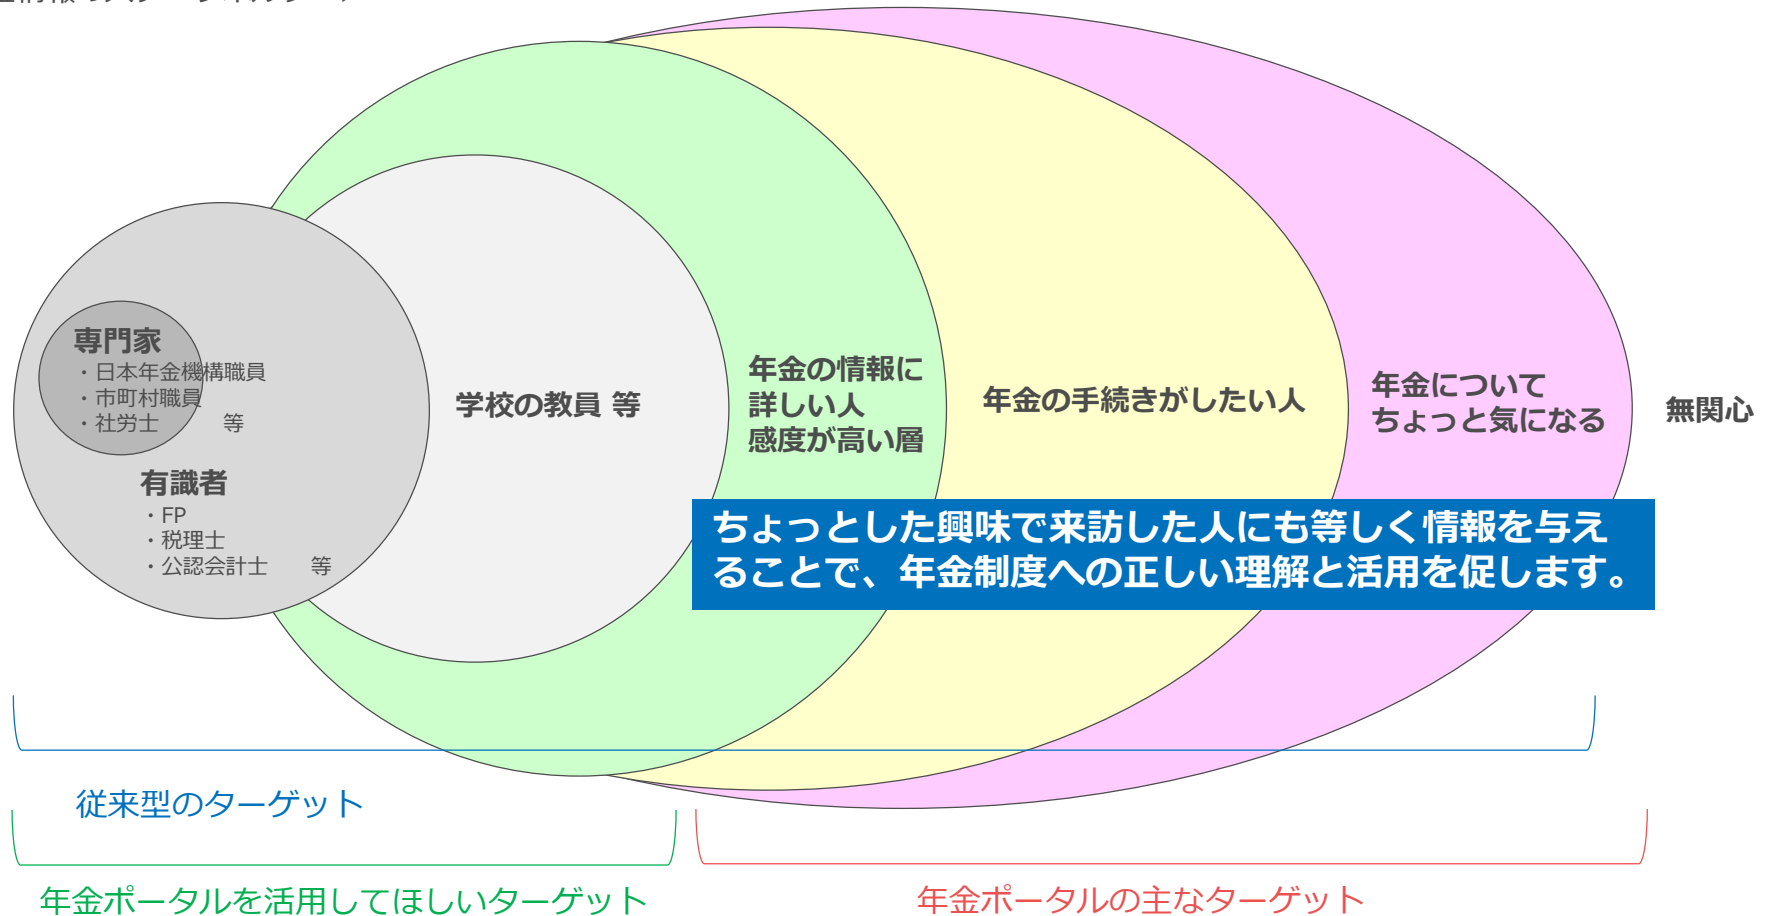 専門家
・日本年金機構職員
・市町村職員
・社労士　　　等
有識者
・FP
・税理士
・公認会計士　　等
学校の教員 等
年金の情報に
詳しい人
感度が高い層
年金の手続きがしたい人
年金について
ちょっと気になる
無関心
ちょっとした興味で来訪した人にも等しく情報を与え
ることで、年金制度への正しい理解と活用を促します。
従来型のターゲット
年金ポータルを活用してほしいターゲット
年金ポータルの主なターゲット